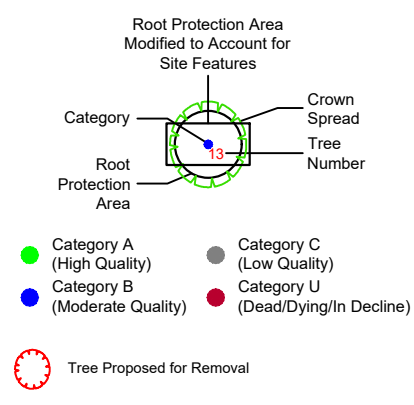 Root Protection Area
Modified to Account for
Site Features
Crown
Spread
Category
Tree
Number
13
Root
Protection
Area
Category A
(High Quality)
Category C
(Low Quality)
Category B
(Moderate Quality)
Category U
(Dead/Dying/In Decline)
Tree Proposed for Removal